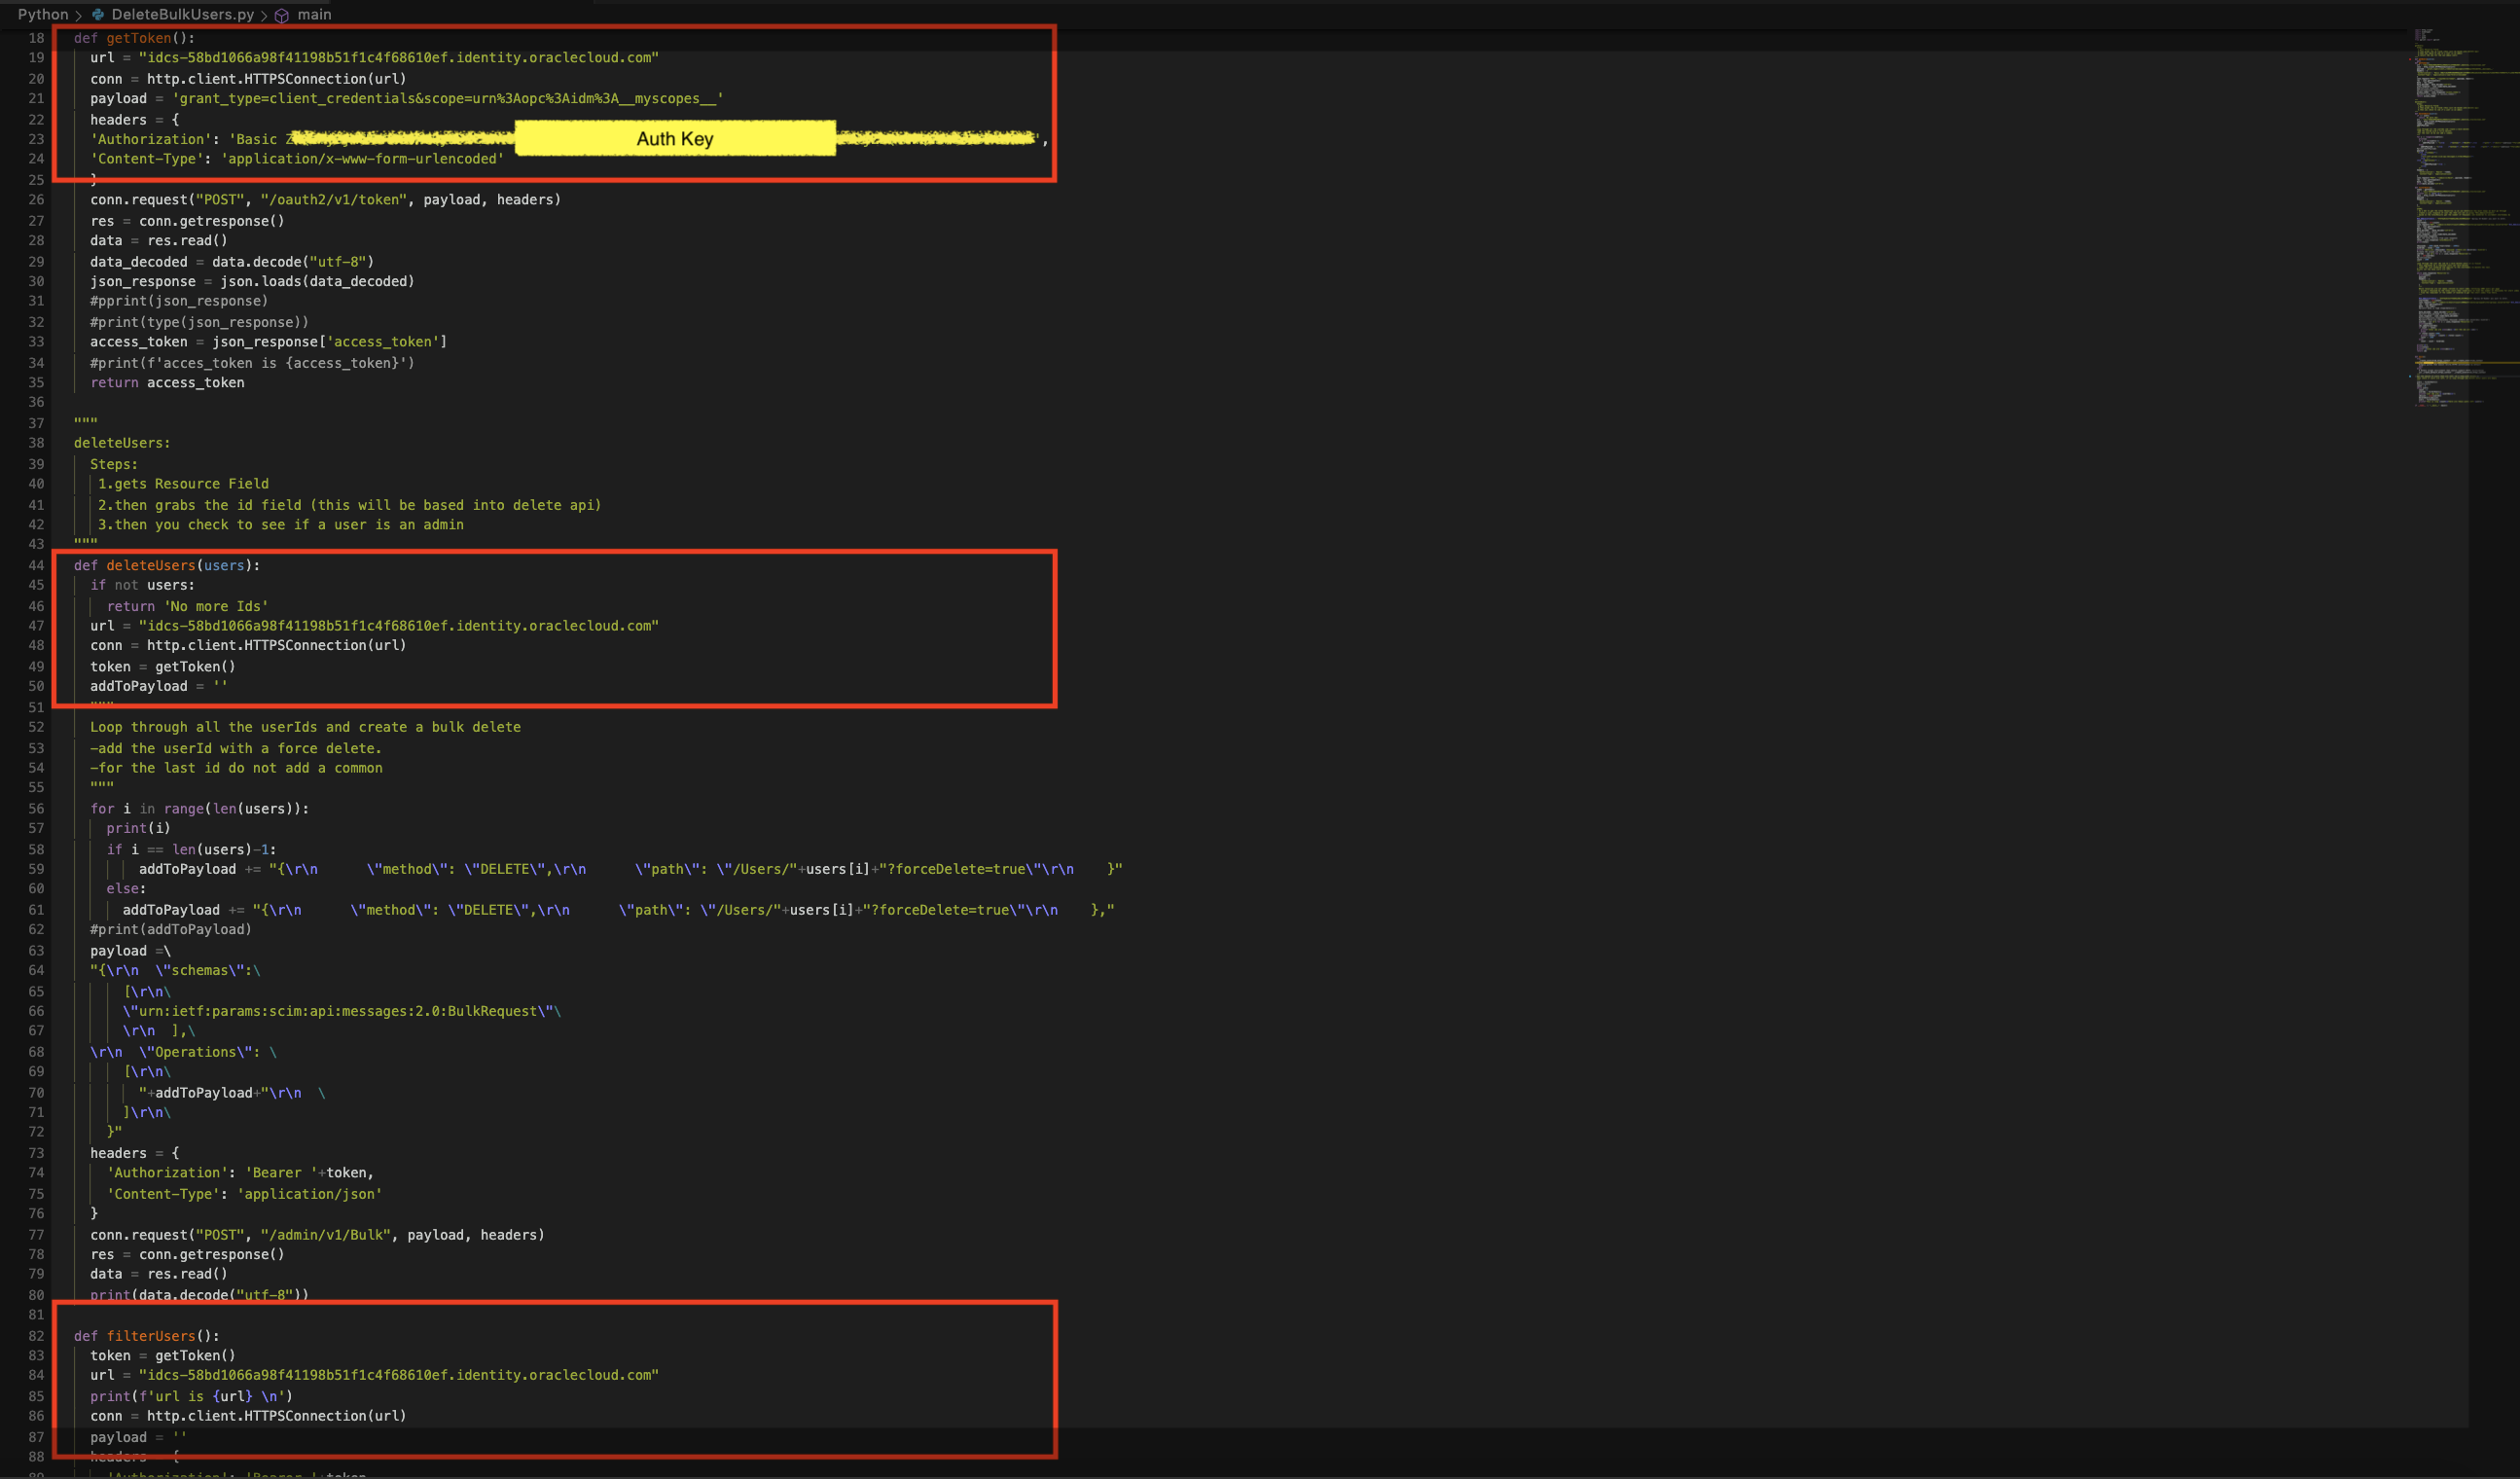 Python > DeleteBulkUsers.py > main
18 def getToken():
19 url = "idcs-58bd1066a98f41198b51f1c4f68610ef.identity.oraclecloud.com"
20 conn = http.client.HTTPSConnection(url)
21 payload = 'grant_type=client_credentials&scope=urn%3Aopc%3Aidm%3A__myscopes__'
22 headers = {
23 'Authorization': 'Basic Z Auth Key ',
24 'Content-Type': 'application/x-www-form-urlencoded'
25 }
26 conn.request("POST", "/oauth2/v1/token", payload, headers)
27 res = conn.getresponse()
28 data = res.read()
29 data_decoded = data.decode("utf-8")
30 json_response = json.loads(data_decoded)
31 #pprint(json_response)
32 #print(type(json_response))
33 access_token = json_response['access_token']
34 #print(f'acces_token is {access_token}')
35 return access_token
36
37 """
38 deleteUsers:
39 Steps:
40 1.gets Resource Field
41 2.then grabs the id field (this will be based into delete api)
42 3.then you check to see if a user is an admin
43 """
44 def deleteUsers(users):
45 if not users:
46 return 'No more Ids'
47 url = "idcs-58bd1066a98f41198b51f1c4f68610ef.identity.oraclecloud.com"
48 conn = http.client.HTTPSConnection(url)
49 token = getToken()
50 addToPayload = ''
51 """
52 Loop through all the userIds and create a bulk delete
53 -add the userId with a force delete.
54 -for the last id do not add a common
55 """
56 for i in range(len(users)):
57 print(i)
58 if i == len(users)-1:
59 addToPayload += "{\r\n      \"method\": \"DELETE\",\r\n      \"path\": \"/Users/"+users[i]+"?forceDelete=true\"\r\n    }"
60 else:
61 addToPayload += "{\r\n      \"method\": \"DELETE\",\r\n      \"path\": \"/Users/"+users[i]+"?forceDelete=true\"\r\n    },"
62 #print(addToPayload)
63 payload =\
64 "{\r\n  \"schemas\":\
65 [\r\n\
66 \"urn:ietf:params:scim:api:messages:2.0:BulkRequest\"\
67 \r\n  ],\
68 \r\n  \"Operations\": \
69 [\r\n\
70 "+addToPayload+"\r\n  \
71 ]\r\n\
72 }"
73 headers = {
74 'Authorization': 'Bearer '+token,
75 'Content-Type': 'application/json'
76 }
77 conn.request("POST", "/admin/v1/Bulk", payload, headers)
78 res = conn.getresponse()
79 data = res.read()
80 print(data.decode("utf-8"))
81
82 def filterUsers():
83 token = getToken()
84 url = "idcs-58bd1066a98f41198b51f1c4f68610ef.identity.oraclecloud.com"
85 print(f'url is {url} \n')
86 conn = http.client.HTTPSConnection(url)
87 payload = ''
88 headers = {
89 'Authorization': 'Bearer '+token